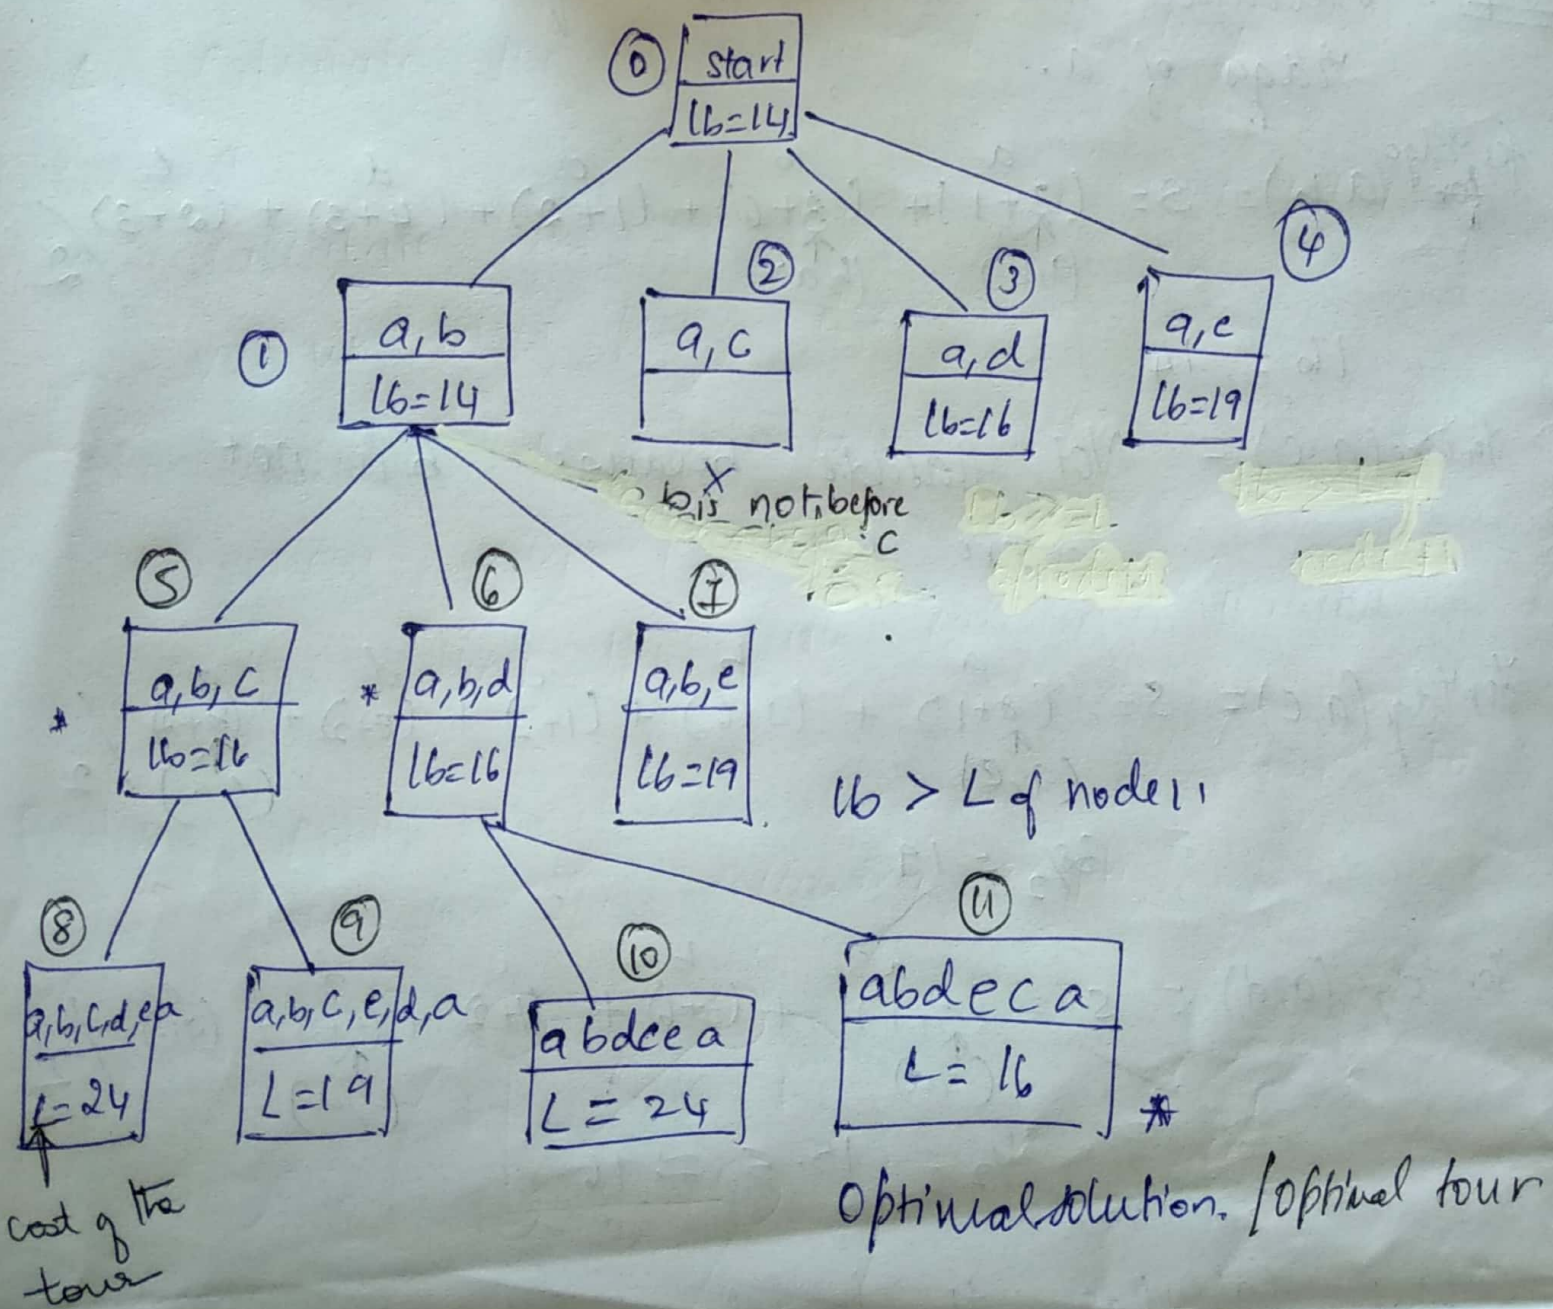 0
start
lb=14
1
a,b
lb=14
2
a,c
3
a,d
lb=16
4
a,e
lb=19
X
b is not before
c
5
*
a,b,c
lb=16
6
*
a,b,d
lb=16
7
a,b,e
lb=19
lb > L of node 11
8
a,b,c,d,e,a
L=24
9
a,b,c,e,d,a
L=19
10
abdcea
L=24
11
abdeca
L=16
*
cost of the
tour
Optimal solution. / optimal tour